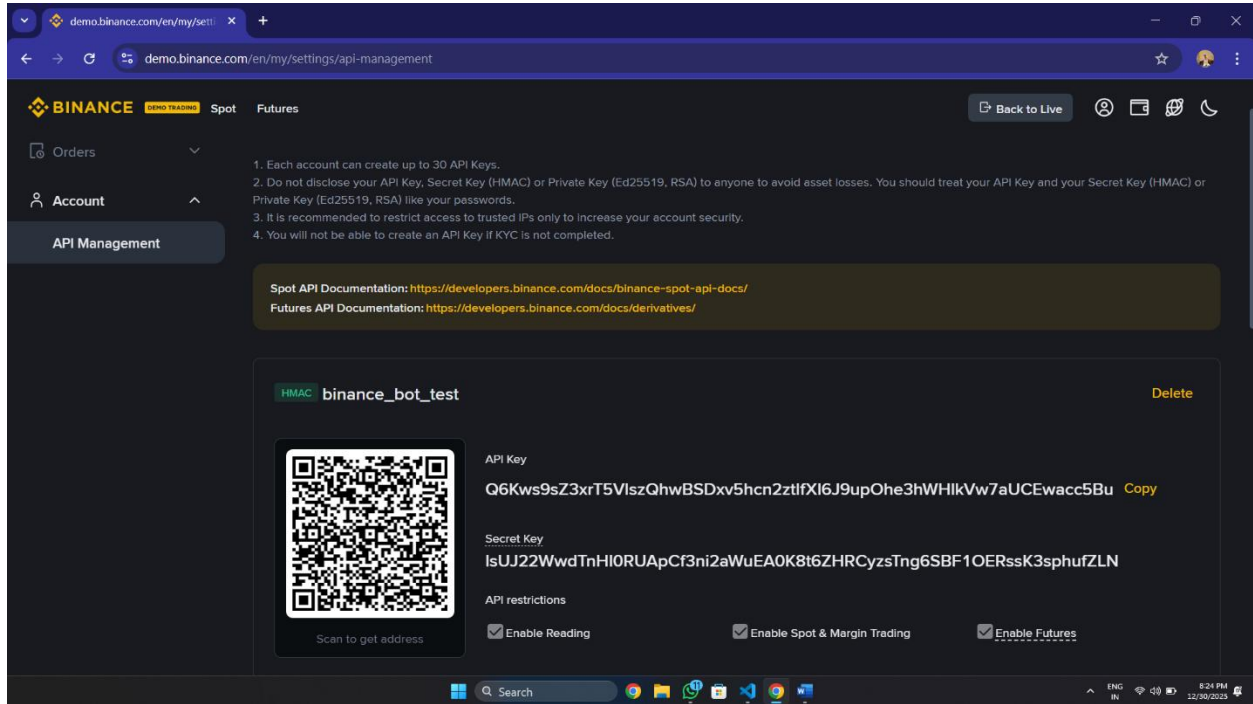 demo.binance.com/en/my/setti
demo.binance.com/en/my/settings/api-management
BINANCE DEMO TRADING Spot Futures Back to Live
Orders
Account
API Management
1. Each account can create up to 30 API Keys.
2. Do not disclose your API Key, Secret Key (HMAC) or Private Key (Ed25519, RSA) to anyone to avoid asset losses. You should treat your API Key and your Secret Key (HMAC) or
Private Key (Ed25519, RSA) like your passwords.
3. It is recommended to restrict access to trusted IPs only to increase your account security.
4. You will not be able to create an API Key if KYC is not completed.
Spot API Documentation: https://developers.binance.com/docs/binance-spot-api-docs/
Futures API Documentation: https://developers.binance.com/docs/derivatives/
HMAC binance_bot_test Delete
API Key
Copy
Secret Key
API restrictions
Enable Reading Enable Spot & Margin Trading Enable Futures
Scan to get address
Search
ENG
IN
8:24 PM
12/30/2025